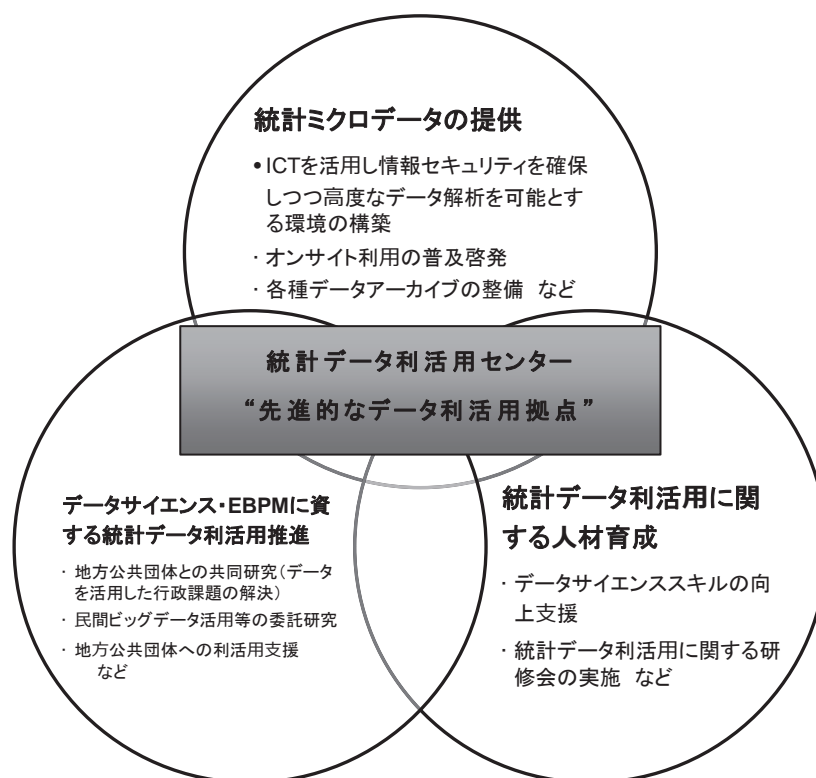 統計ミクロデータの提供
•ICTを活用し情報セキュリティを確保
しつつ高度なデータ解析を可能とす
る環境の構築
・オンサイト利用の普及啓発
・各種データアーカイブの整備 など
統計データ利活用センター
“先進的なデータ利活用拠点”
データサイエンス・EBPMに資
する統計データ利活用推進
・地方公共団体との共同研究（データ
を活用した行政課題の解決）
・民間ビッグデータ活用等の委託研究
・地方公共団体への利活用支援
など
統計データ利活用に関
する人材育成
・データサイエンススキルの向
上支援
・統計データ利活用に関する研
修会の実施 など